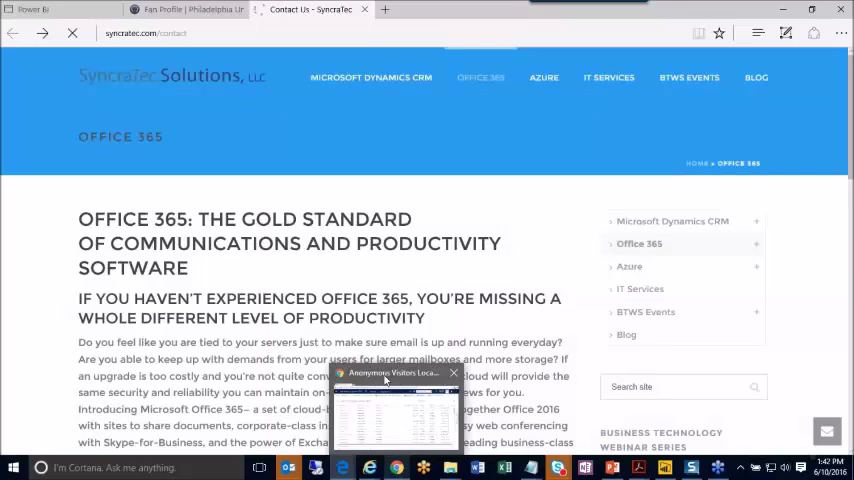 Power BI
Fan Profile | Philadelphia Un
Contact Us - SyncraTec
syncratec.com/contact
SyncraTec Solutions, LLC
MICROSOFT DYNAMICS CRM
OFFICE 365
AZURE
IT SERVICES
BTWS EVENTS
BLOG
OFFICE 365
HOME » OFFICE 365
OFFICE 365: THE GOLD STANDARD
OF COMMUNICATIONS AND PRODUCTIVITY
SOFTWARE
IF YOU HAVEN'T EXPERIENCED OFFICE 365, YOU'RE MISSING A
WHOLE DIFFERENT LEVEL OF PRODUCTIVITY
Do you feel like you are tied to your servers just to make sure email is up and running everyday?
Are you able to keep up with demands from your users for larger mailboxes and more storage? If
an upgrade is too costly and you're not quite conv
cloud will provide the
same security and reliability you can maintain on-
news for you.
Introducing Microsoft Office 365— a set of cloud-b
ogether Office 2016
with sites to share documents, corporate-class in
sy web conferencing
with Skype-for-Business, and the power of Excha
leading business-class
Microsoft Dynamics CRM
Office 365
Azure
IT Services
BTWS Events
Blog
Search site
BUSINESS TECHNOLOGY
WEBINAR SERIES
Anonymous Visitors Loca...
I'm Cortana. Ask me anything.
1:42 PM
6/10/2016